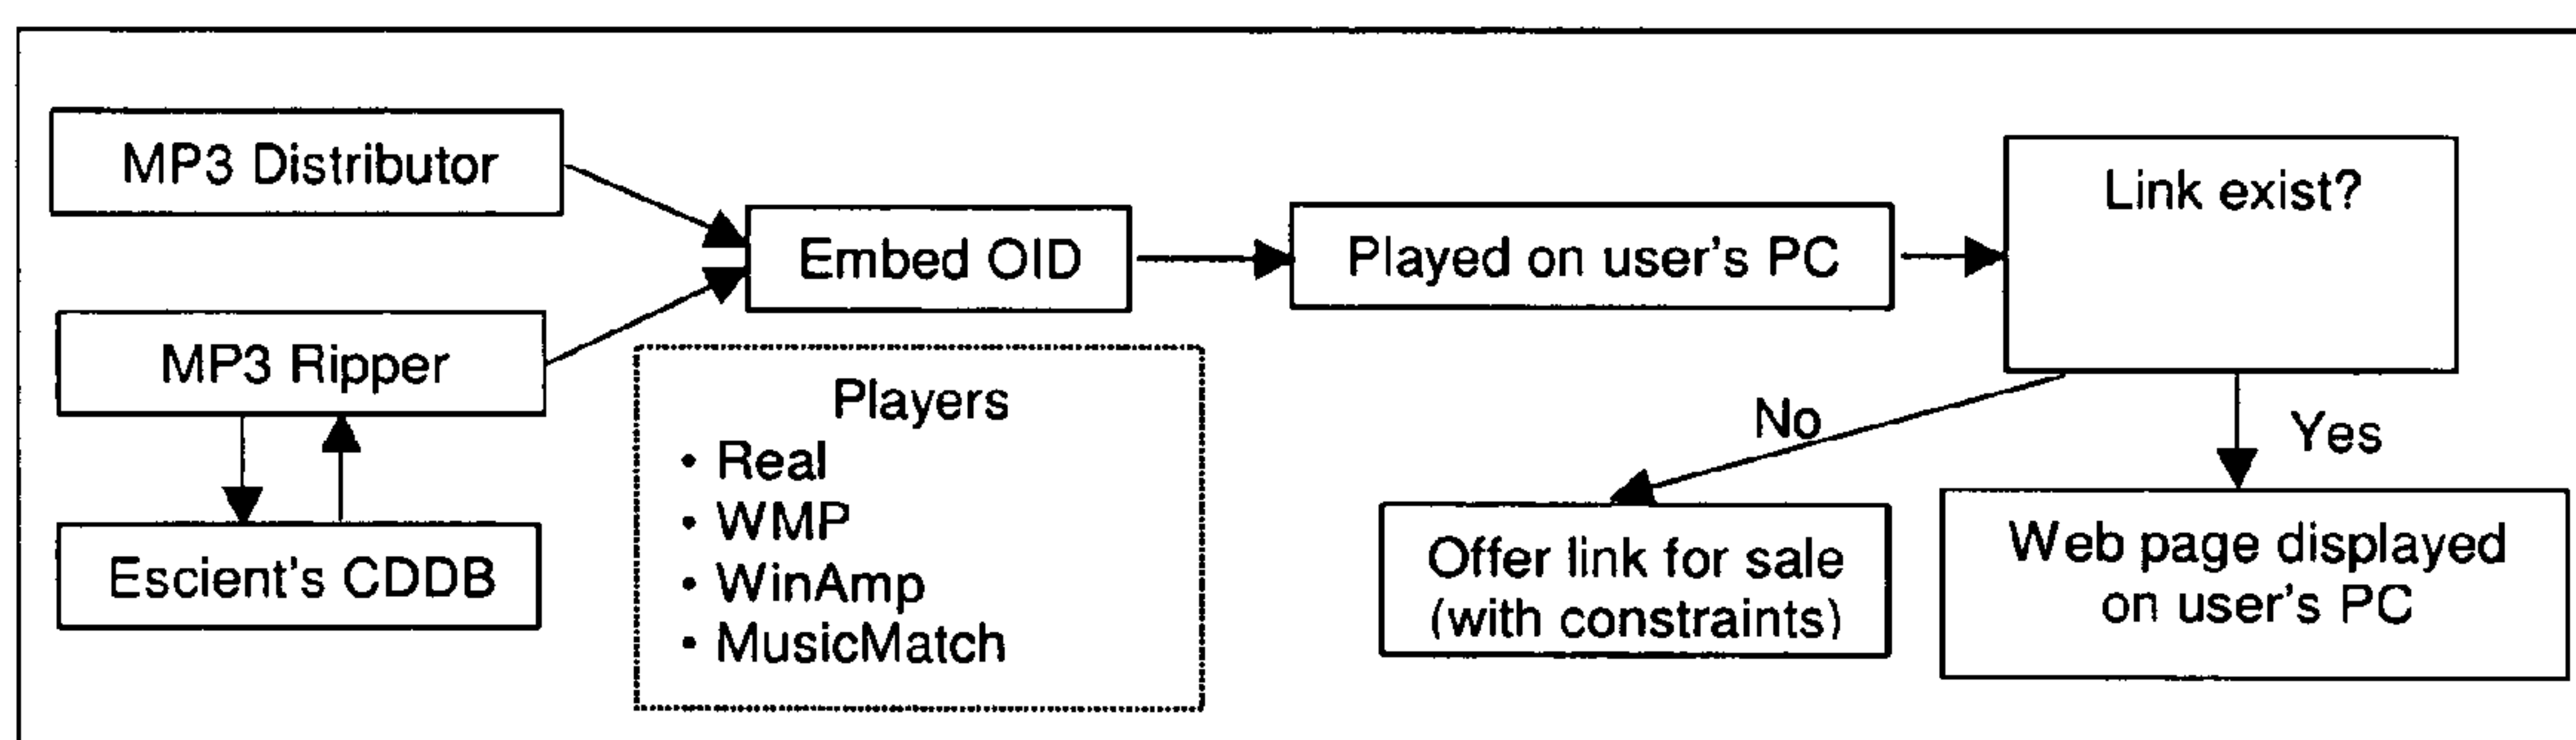 MP3 Distributor
MP3 Ripper
Escient's CDDB
Embed OID
Players
• Real
• WMP
• WinAmp
• MusicMatch
Played on user's PC
Link exist?
No
Yes
Offer link for sale
(with constraints)
Web page displayed
on user's PC